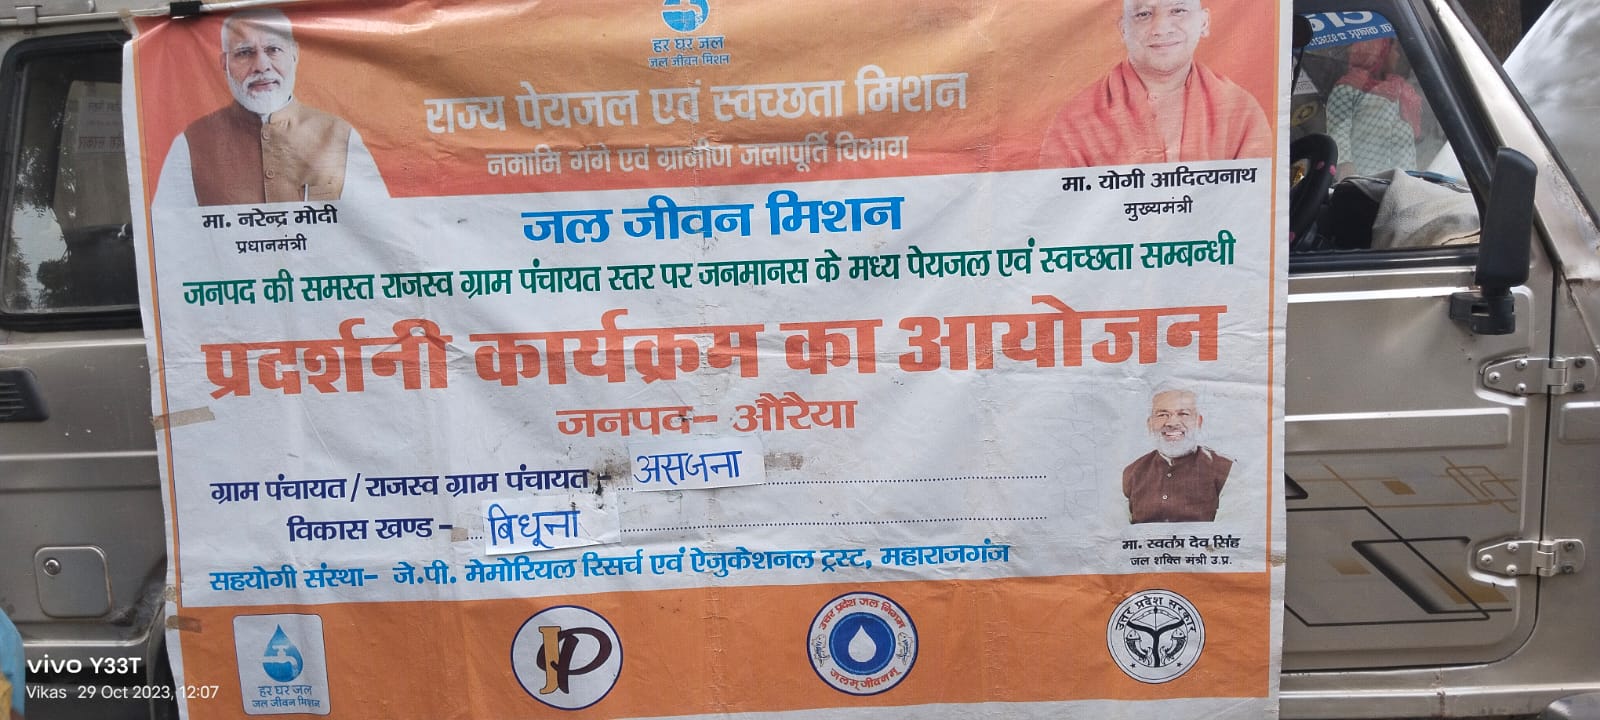 हर घर जल
जल जीवन मिशन
राज्य पेयजल एवं स्वच्छता मिशन
नमामि गंगे एवं ग्रामीण जलापूर्ति विभाग
मा. नरेन्द्र मोदी
प्रधानमंत्री
मा. योगी आदित्यनाथ
मुख्यमंत्री
जल जीवन मिशन
जनपद की समस्त राजस्व ग्राम पंचायत स्तर पर जनमानस के मध्य पेयजल एवं स्वच्छता सम्बन्धी
प्रदर्शनी कार्यक्रम का आयोजन
जनपद- औरैया
ग्राम पंचायत/राजस्व ग्राम पंचायत - असजना
विकास खण्ड - बिधूना
मा. स्वतंत्र देव सिंह
जल शक्ति मंत्री उ.प्र.
सहयोगी संस्था- जे.पी. मेमोरियल रिसर्च एवं ऐजुकेशनल ट्रस्ट, महाराजगंज
हर घर जल
जल जीवन मिशन
JP
उत्तर प्रदेश जल निगम
जलम् जीवनम्
उत्तर प्रदेश सरकार
vivo Y33T
Vikas 29 Oct 2023, 12:07